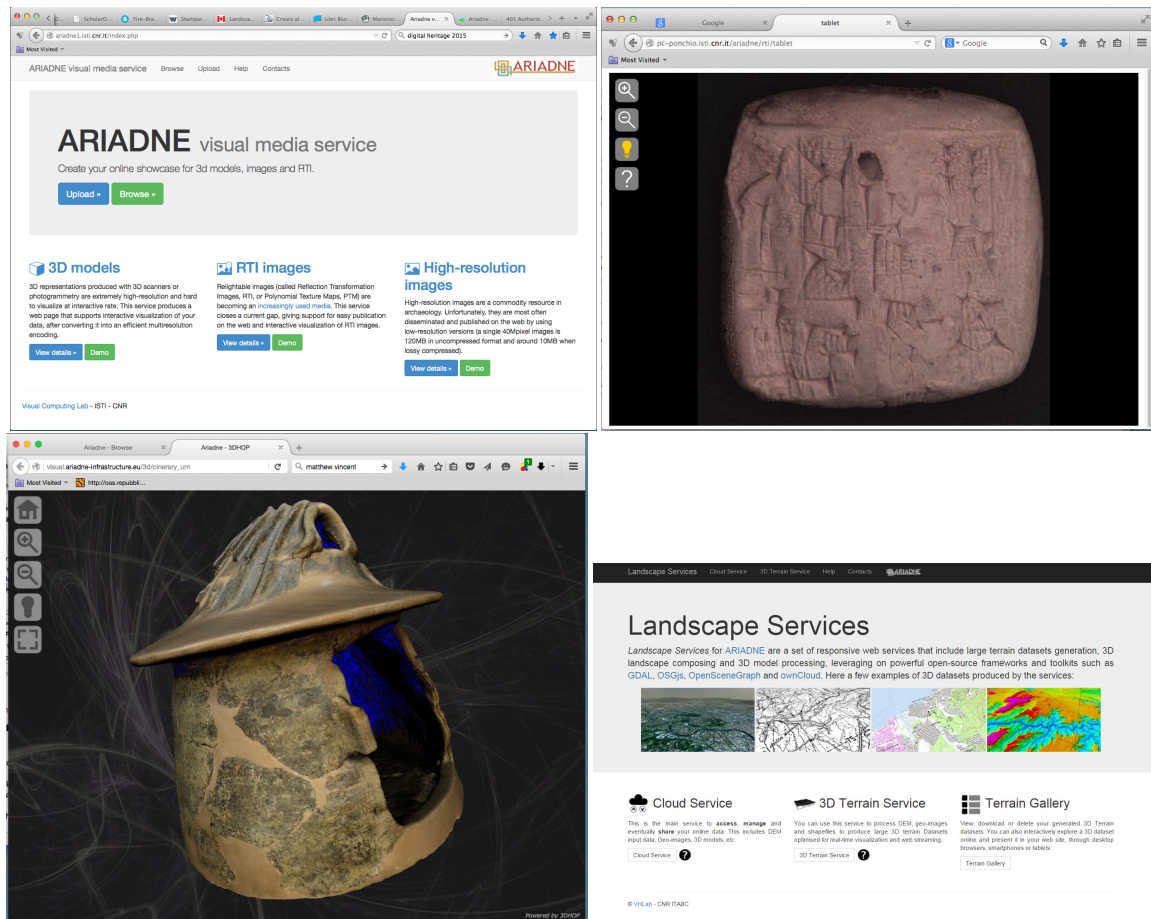 ScholarO...
Fire-Bra...
Stampar...
Landsca...
Creare al...
Libri Blur...
Marocco...
Ariadne v...
Ariadne: ...
401 Authoris...
ariadne1.isti.cnr.it/index.php
digital heritage 2015
Most Visited
ARIADNE visual media service Browse Upload Help Contacts
ARIADNE
ARIADNE visual media service
Create your online showcase for 3d models, images and RTI.
Upload » Browse »
3D models
3D representations produced with 3D scanners or
photogrammetry are extremely high-resolution and hard
to visualize at interactive rate. This service produces a
web page that supports interactive visualization of your
data, after converting it into an efficient multiresolution
encoding.
View details » Demo
RTI images
Relightable images (called Reflection Transformation
Images, RTI, or Polynomial Texture Maps, PTM) are
becoming an increasingly used media. This service
closes a current gap, giving support for easy publication
on the web and interactive visualization of RTI images.
View details » Demo
High-resolution
images
High-resolution images are a commodity resource in
archaeology. Unfortunately, they are most often
disseminated and published on the web by using
low-resolution versions (a single 40Mpixel images is
120MB in uncompressed format and around 10MB when
lossy compressed).
View details » Demo
Visual Computing Lab - ISTI - CNR
Google
tablet
pc-ponchio.isti.cnr.it/ariadne/rti/tablet
Google
Most Visited
Ariadne - Browse
Ariadne - 3DHOP
visual.ariadne-infrastructure.eu/3d/cinerary_urn
matthew vincent
1
Most Visited
http://oas.repubbli...
Powered by 3DHOP
Landscape Services Cloud Service 3D Terrain Service Help Contacts ARIADNE
Landscape Services
Landscape Services for ARIADNE are a set of responsive web services that include large terrain datasets generation, 3D
landscape composing and 3D model processing, leveraging on powerful open-source frameworks and toolkits such as
GDAL, OSGjs, OpenSceneGraph and ownCloud. Here a few examples of 3D datasets produced by the services:
Cloud Service
This is the main service to access, manage and
eventually share your online data. This includes DEM
input data, Geo-images, 3D models, etc.
Cloud Service ?
3D Terrain Service
You can use this service to process DEM, geo-images
and shapefiles to produce large 3D terrain Datasets
optimised for real-time visualization and web streaming.
3D Terrain Service ?
Terrain Gallery
View, download or delete your generated 3D Terrain
datasets. You can also interactively explore a 3D dataset
online and present it in your web site, through desktop
browsers, smartphones or tablets.
Terrain Gallery
© VHLab - CNR ITABC